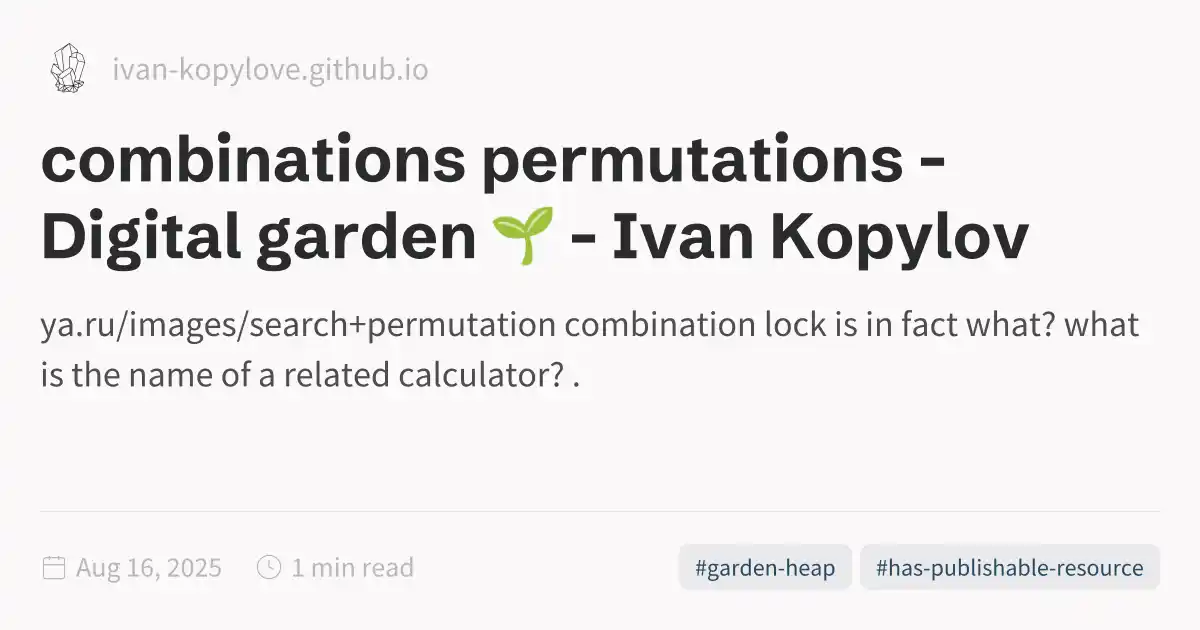 ivan-kopylove.github.io
combinations permutations -
Digital garden 🌱 - Ivan Kopylov
ya.ru/images/search+permutation combination lock is in fact what? what
is the name of a related calculator? .
Aug 16, 2025 1 min read #garden-heap #has-publishable-resource